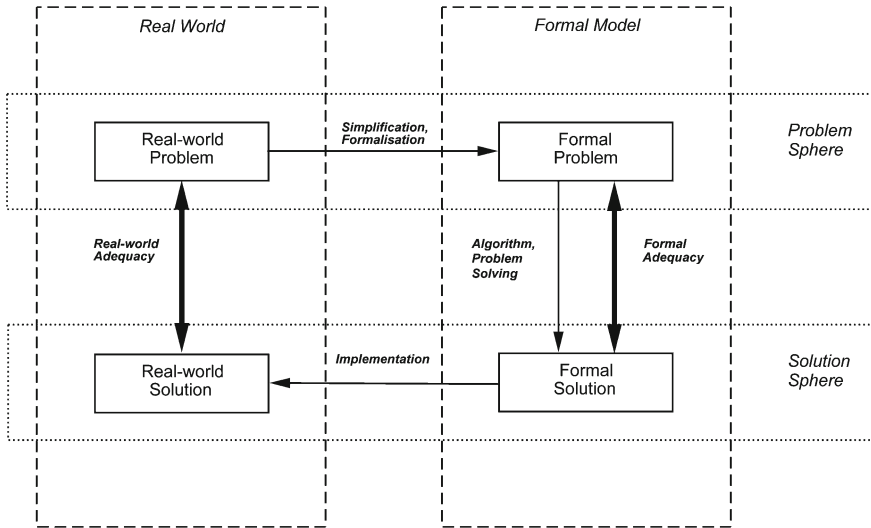 Real World
Formal Model
Real-world
Problem
Simplification,
Formalisation
Formal
Problem
Problem
Sphere
Real-world
Adequacy
Algorithm,
Problem
Solving
Formal
Adequacy
Real-world
Solution
Implementation
Formal
Solution
Solution
Sphere